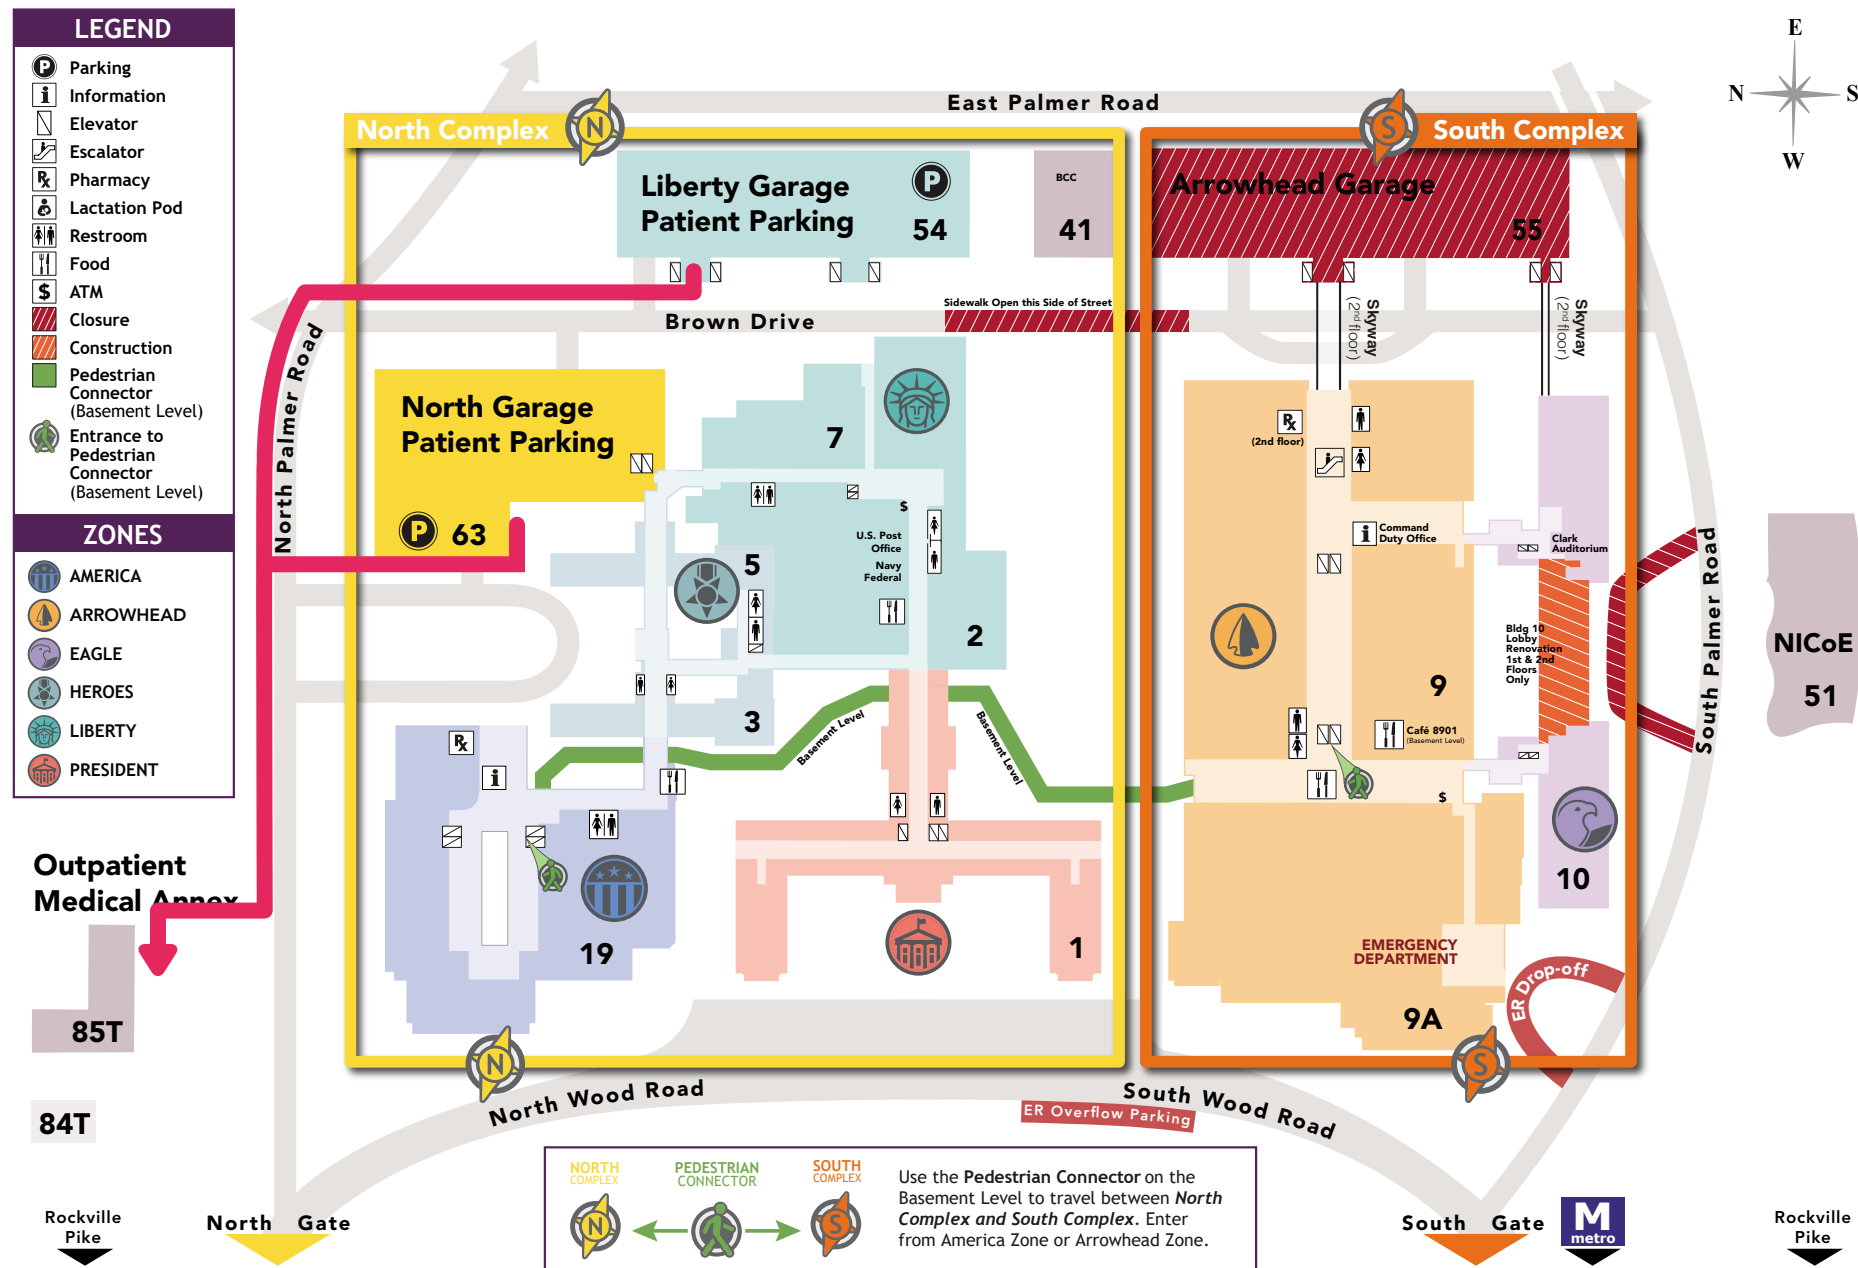 LEGEND
P Parking
i Information
Elevator
Escalator
Rx Pharmacy
Lactation Pod
Restroom
Food
$ ATM
Closure
Construction
Pedestrian
Connector
(Basement Level)
Entrance to
Pedestrian
Connector
(Basement Level)
ZONES
AMERICA
ARROWHEAD
EAGLE
HEROES
LIBERTY
PRESIDENT
E
N
S
W
East Palmer Road
North Complex
N
S
South Complex
Liberty Garage
Patient Parking
P
54
BCC
41
Arrowhead Garage
55
Sidewalk Open this Side of Street
Brown Drive
Skyway
(2nd floor)
Skyway
(2nd floor)
North Palmer Road
North Garage
Patient Parking
P
63
7
Rx
(2nd floor)
$
U.S. Post
Office
Navy
Federal
5
2
3
i
Command
Duty Office
Clark
Auditorium
Bldg 10
Lobby
Renovation
1st & 2nd
Floors
Only
9
Café 8901
(Basement Level)
$
South Palmer Road
NICoE
51
Basement Level
Basement Level
Rx
i
19
1
10
EMERGENCY
DEPARTMENT
9A
ER Drop-off
Outpatient
Medical Annex
85T
84T
N
S
North Wood Road
South Wood Road
ER Overflow Parking
NORTH
COMPLEX
N
PEDESTRIAN
CONNECTOR
SOUTH
COMPLEX
S
Use the Pedestrian Connector on the
Basement Level to travel between North
Complex and South Complex. Enter
from America Zone or Arrowhead Zone.
Rockville
Pike
North Gate
South Gate
M
metro
Rockville
Pike